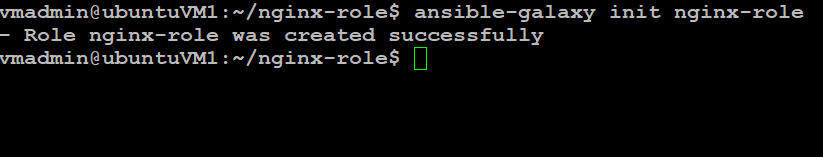 vmadmin@ubuntuVM1:~/nginx-role$ ansible-galaxy init nginx-role
- Role nginx-role was created successfully
vmadmin@ubuntuVM1:~/nginx-role$